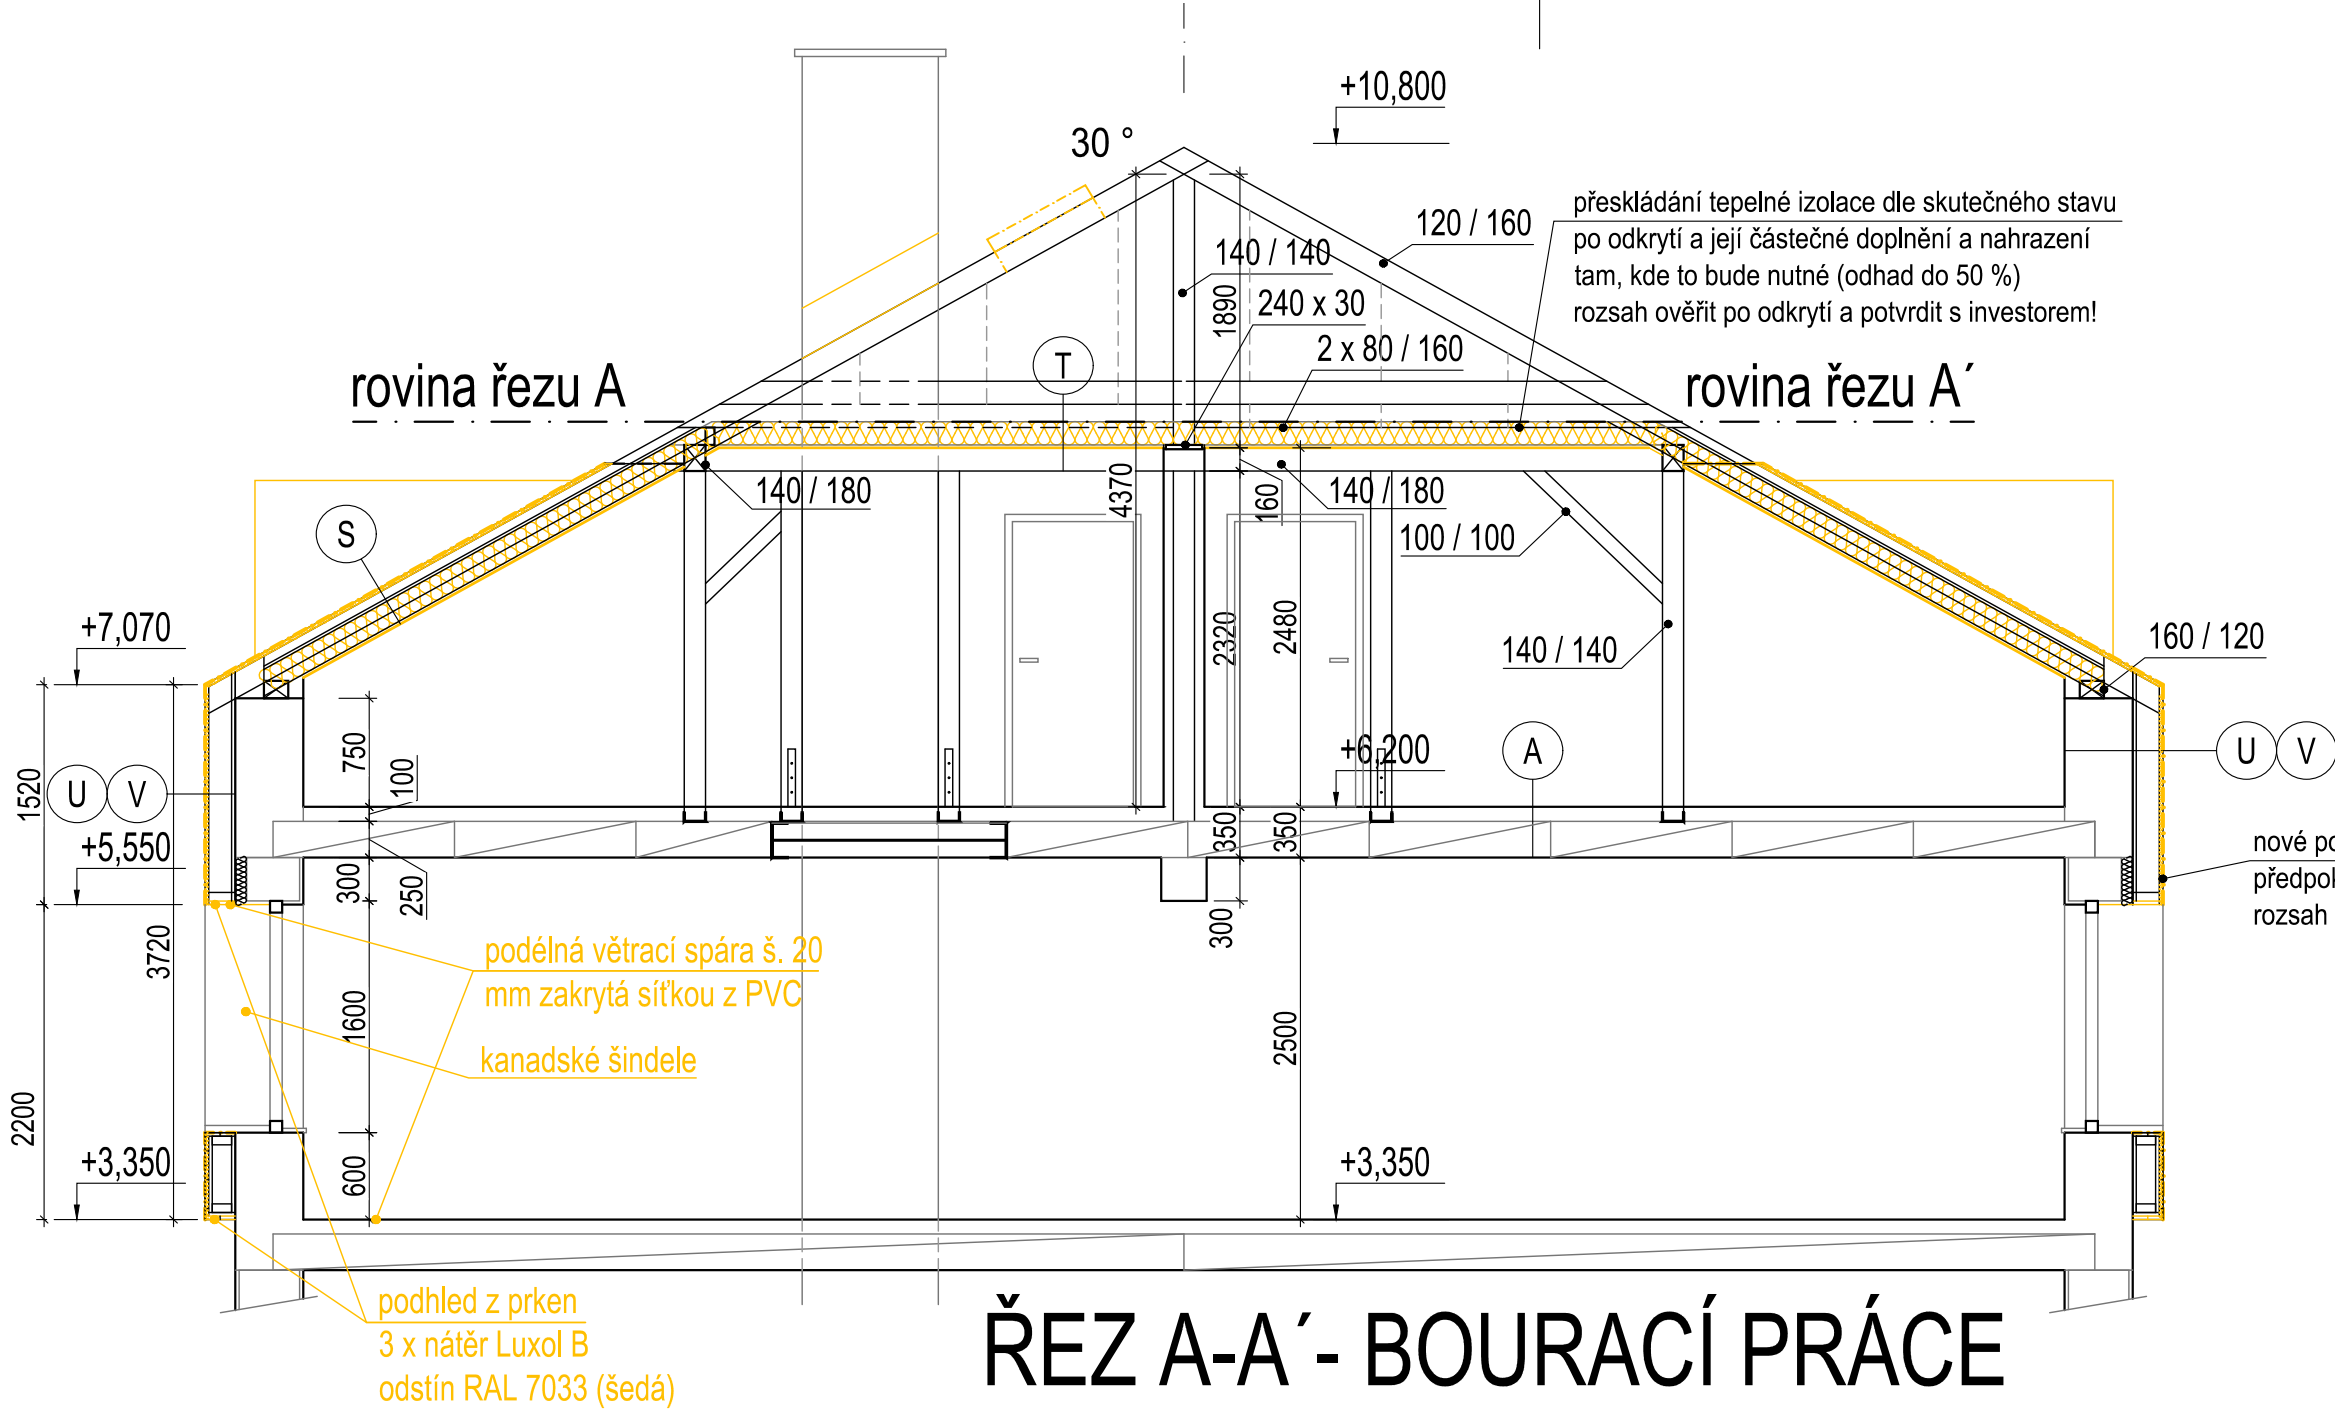 +10,800
30 °
přeskládání tepelné izolace dle skutečného stavu
po odkrytí a její částečné doplnění a nahrazení
tam, kde to bude nutné (odhad do 50 %)
rozsah ověřit po odkrytí a potvrdit s investorem!
120 / 160
140 / 140
1890
240 x 30
2 x 80 / 160
T
rovina řezu A
rovina řezu A´
4370
140 / 180
160
140 / 180
S
100 / 100
2320
2480
+7,070
140 / 140
160 / 120
750
100
+6,200
A
U
V
U
V
1520
+5,550
300
250
350
350
300
nové po
předpok
rozsah
3720
podélná větrací spára š. 20
mm zakrytá síťkou z PVC
1600
2500
kanadské šindele
2200
+3,350
600
+3,350
podhled z prken
3 x nátěr Luxol B
odstín RAL 7033 (šedá)
ŘEZ A-A´- BOURACÍ PRÁCE